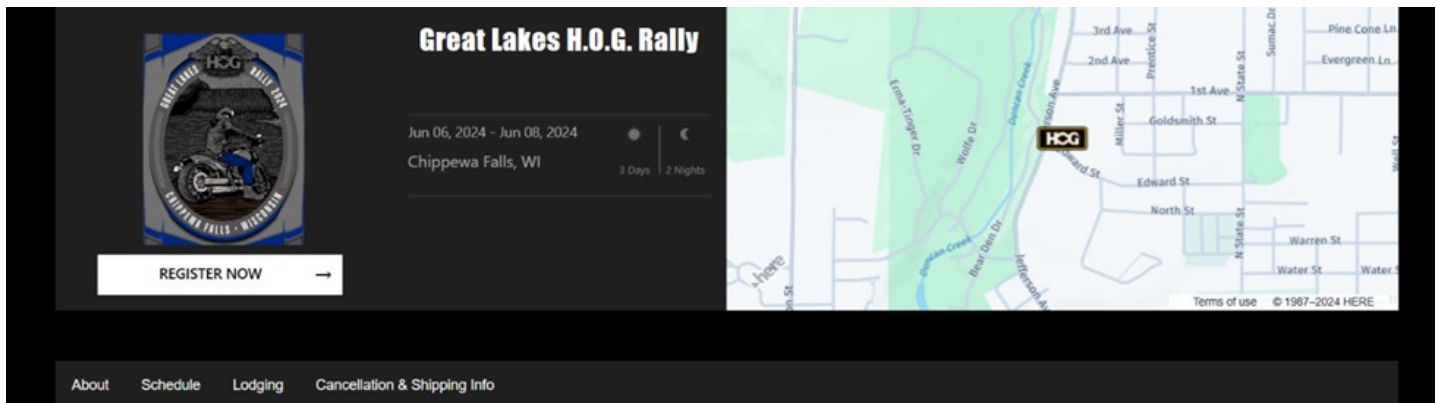 HOG
GREAT LAKES RALLY 2024
CHIPPEWA FALLS - WISCONSIN
REGISTER NOW →
Great Lakes H.O.G. Rally
Jun 06, 2024 - Jun 08, 2024
Chippewa Falls, WI
3 Days
2 Nights
3rd Ave
Prentice St
Sumac Dr
Pine Cone Ln
2nd Ave
N State St
Evergreen Ln
1st Ave
Erma-Tinger Dr
Duncan Creek
Wolfe Dr
Miller St
Goldsmith St
HOG
Edward St
Edward St
North St
N State St
Warren St
Water St
Water
Duncan Creek
Bear Den Dr
Jefferson Av
here
Terms of use © 1987–2024 HERE
About Schedule Lodging Cancellation & Shipping Info